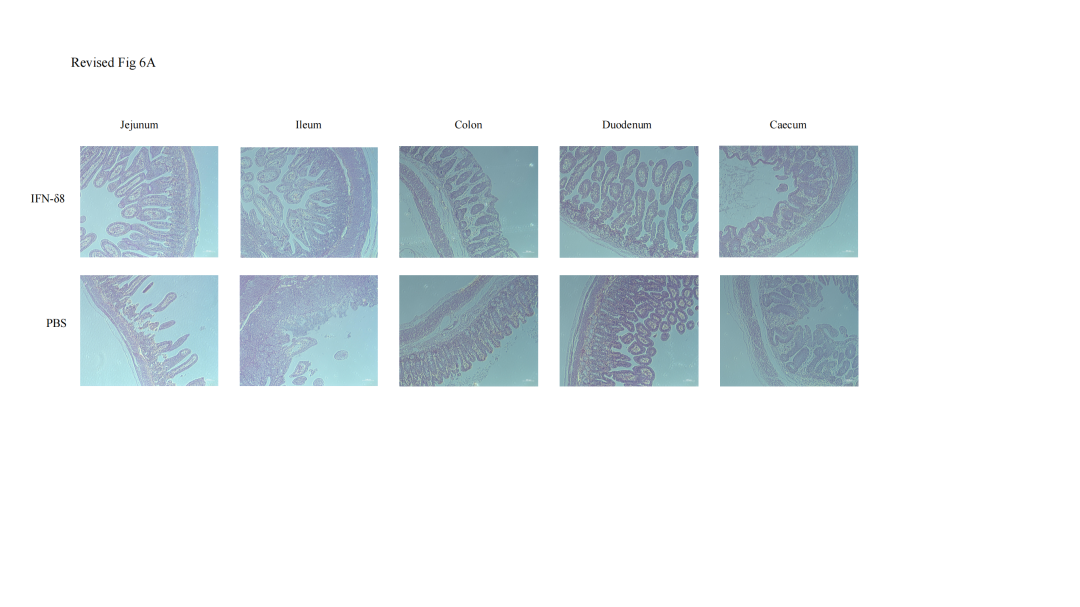 Revised Fig 6A
Jejunum Ileum Colon Duodenum Caecum
IFN-δ8
PBS